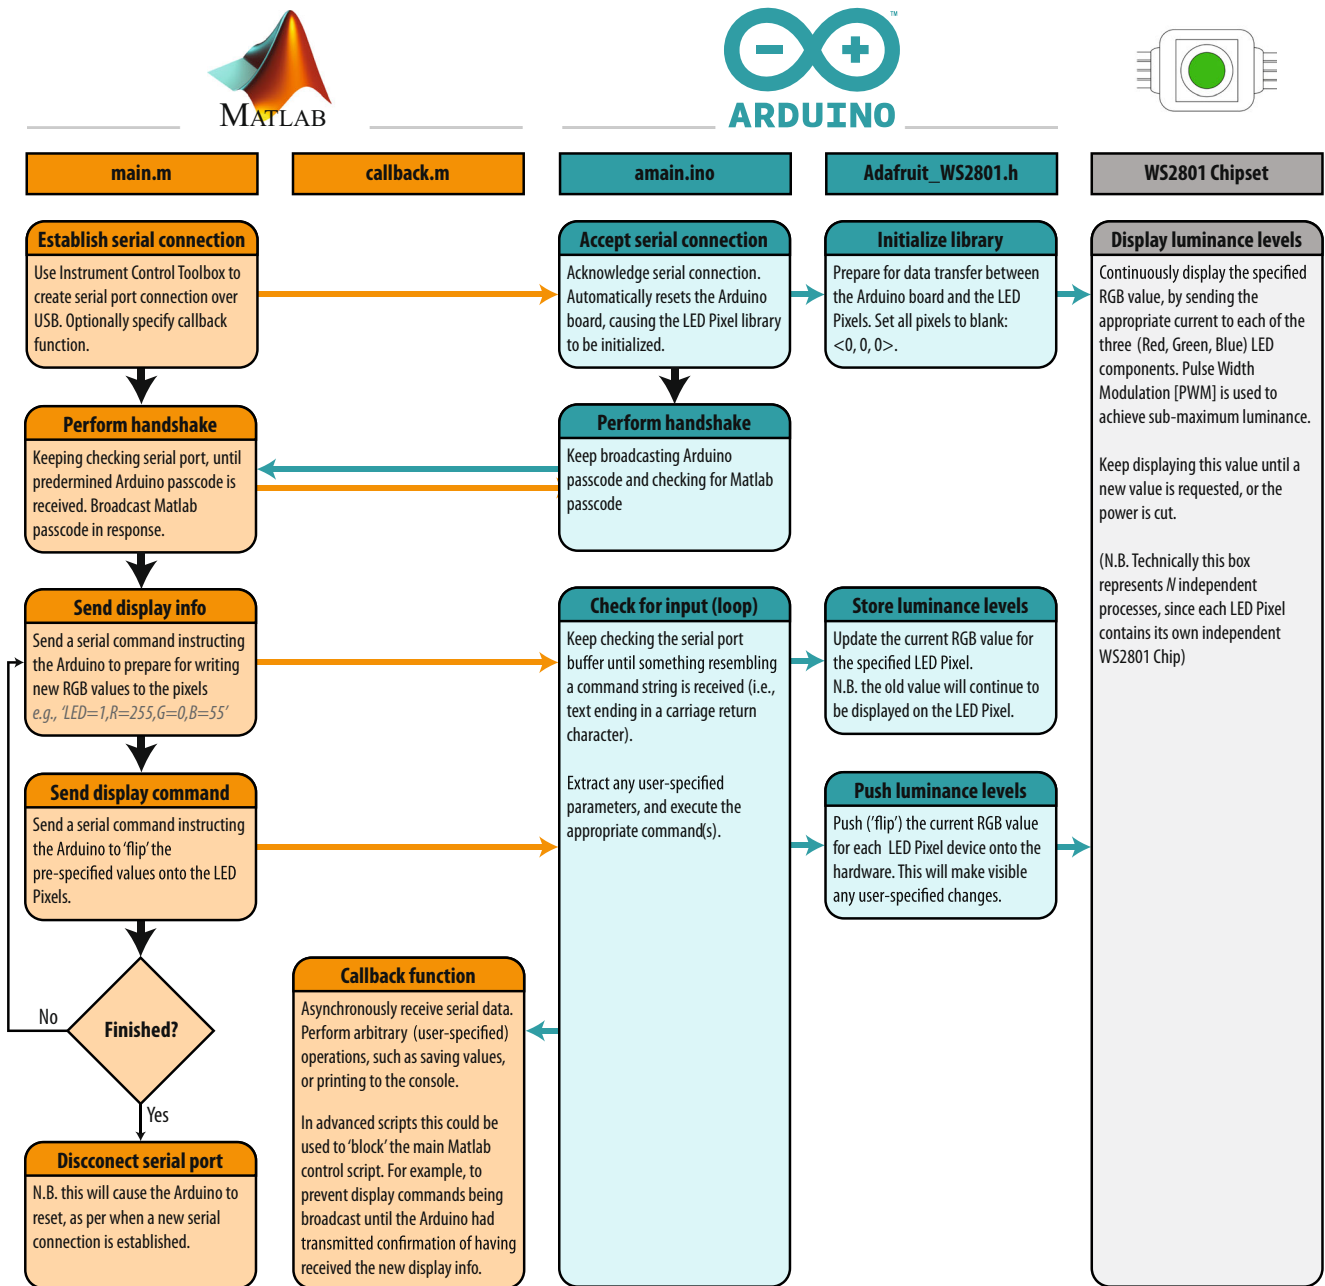 MATLAB
ARDUINO
TM
main.m
callback.m
amain.ino
Adafruit_WS2801.h
WS2801 Chipset
Establish serial connection
Use Instrument Control Toolbox to
create serial port connection over
USB. Optionally specify callback
function.
Accept serial connection
Acknowledge serial connection.
Automatically resets the Arduino
board, causing the LED Pixel library
to be initialized.
Initialize library
Prepare for data transfer between
the Arduino board and the LED
Pixels. Set all pixels to blank:
<0, 0, 0>.
Display luminance levels
Continuously display the specified
RGB value, by sending the
appropriate current to each of the
three (Red, Green, Blue) LED
components. Pulse Width
Modulation [PWM] is used to
achieve sub-maximum luminance.
Keep displaying this value until a
new value is requested, or the
power is cut.
(N.B. Technically this box
represents N independent
processes, since each LED Pixel
contains its own independent
WS2801 Chip)
Perform handshake
Keeping checking serial port, until
predermined Arduino passcode is
received. Broadcast Matlab
passcode in response.
Perform handshake
Keep broadcasting Arduino
passcode and checking for Matlab
passcode
Send display info
Send a serial command instructing
the Arduino to prepare for writing
new RGB values to the pixels
e.g., ‘LED=1,R=255,G=0,B=55’
Check for input (loop)
Keep checking the serial port
buffer until something resembling
a command string is received (i.e.,
text ending in a carriage return
character).
Extract any user-specified
parameters, and execute the
appropriate command(s).
Store luminance levels
Update the current RGB value for
the specified LED Pixel.
N.B. the old value will continue to
be displayed on the LED Pixel.
Send display command
Send a serial command instructing
the Arduino to ‘flip’ the
pre-specified values onto the LED
Pixels.
Push luminance levels
Push (‘flip’) the current RGB value
for each LED Pixel device onto the
hardware. This will make visible
any user-specified changes.
Finished?
No
Yes
Callback function
Asynchronously receive serial data.
Perform arbitrary (user-specified)
operations, such as saving values,
or printing to the console.
In advanced scripts this could be
used to ‘block’ the main Matlab
control script. For example, to
prevent display commands being
broadcast until the Arduino had
transmitted confirmation of having
received the new display info.
Discconect serial port
N.B. this will cause the Arduino to
reset, as per when a new serial
connection is established.